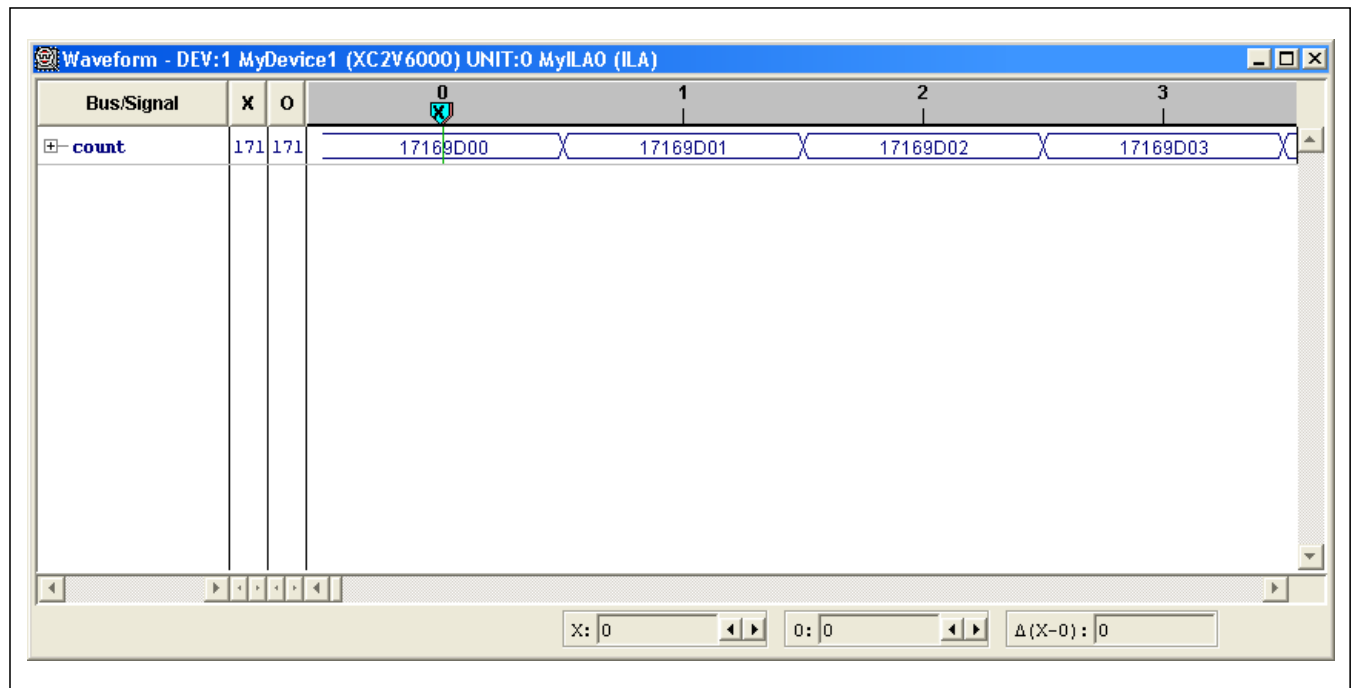 Waveform - DEV:1 MyDevice1 (XC2V6000) UNIT:0 MyILA0 (ILA)
Bus/Signal X O 0 1 2 3
X
count 171 171 17169D00 17169D01 17169D02 17169D03
X: 0 O: 0 Δ(X-O): 0